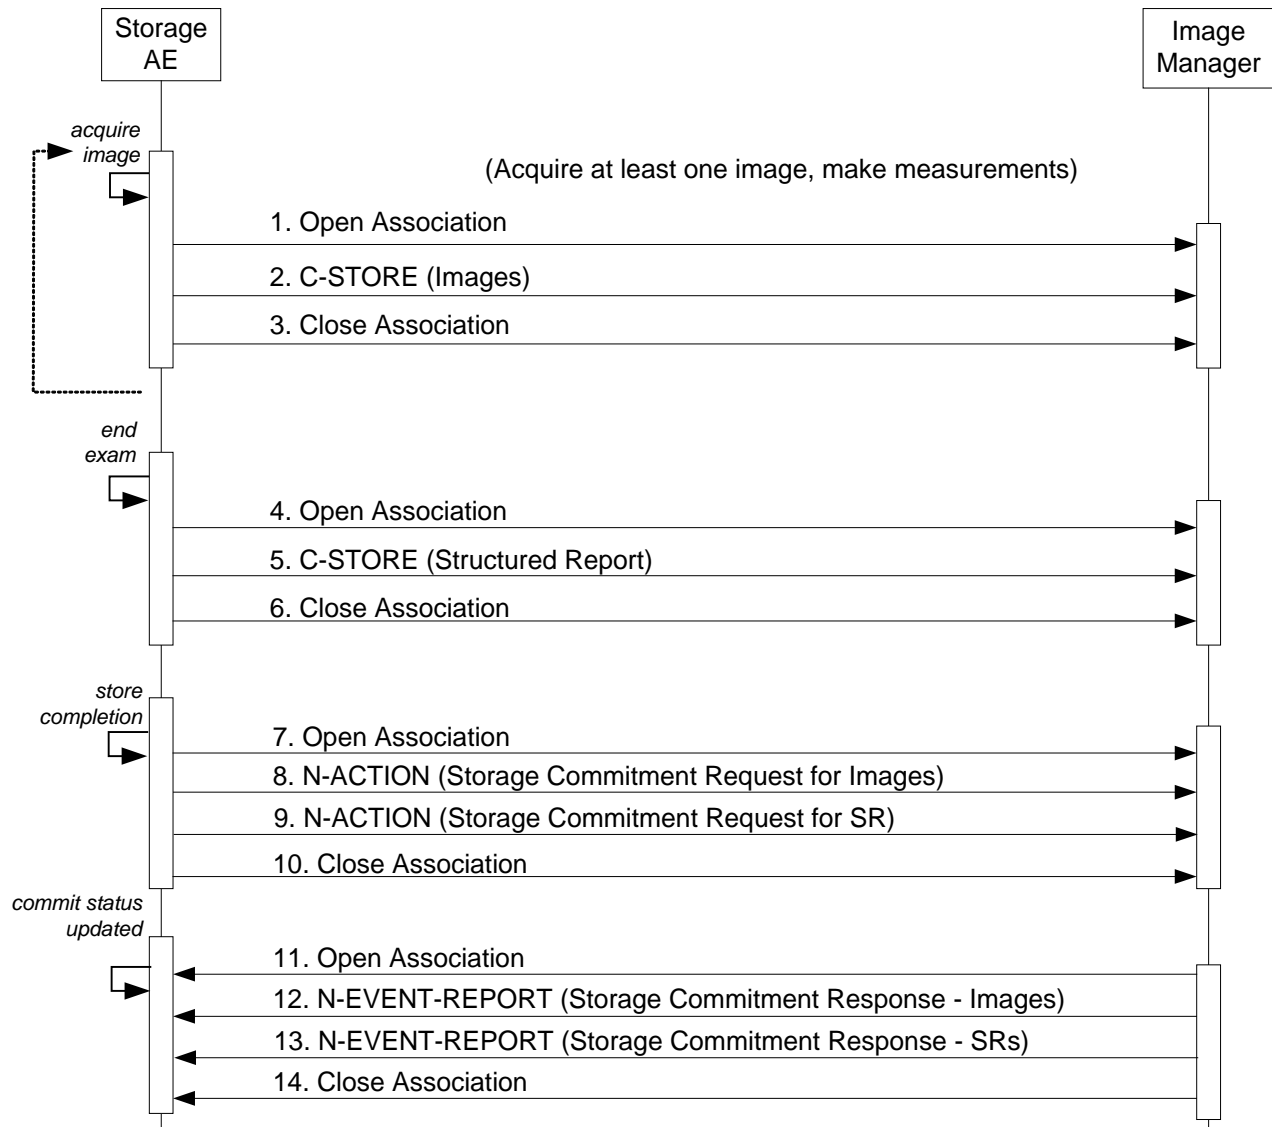 Storage
AE
Image
Manager
acquire
image
(Acquire at least one image, make measurements)
1. Open Association
2. C-STORE (Images)
3. Close Association
end
exam
4. Open Association
5. C-STORE (Structured Report)
6. Close Association
store
completion
7. Open Association
8. N-ACTION (Storage Commitment Request for Images)
9. N-ACTION (Storage Commitment Request for SR)
10. Close Association
commit status
updated
11. Open Association
12. N-EVENT-REPORT (Storage Commitment Response - Images)
13. N-EVENT-REPORT (Storage Commitment Response - SRs)
14. Close Association